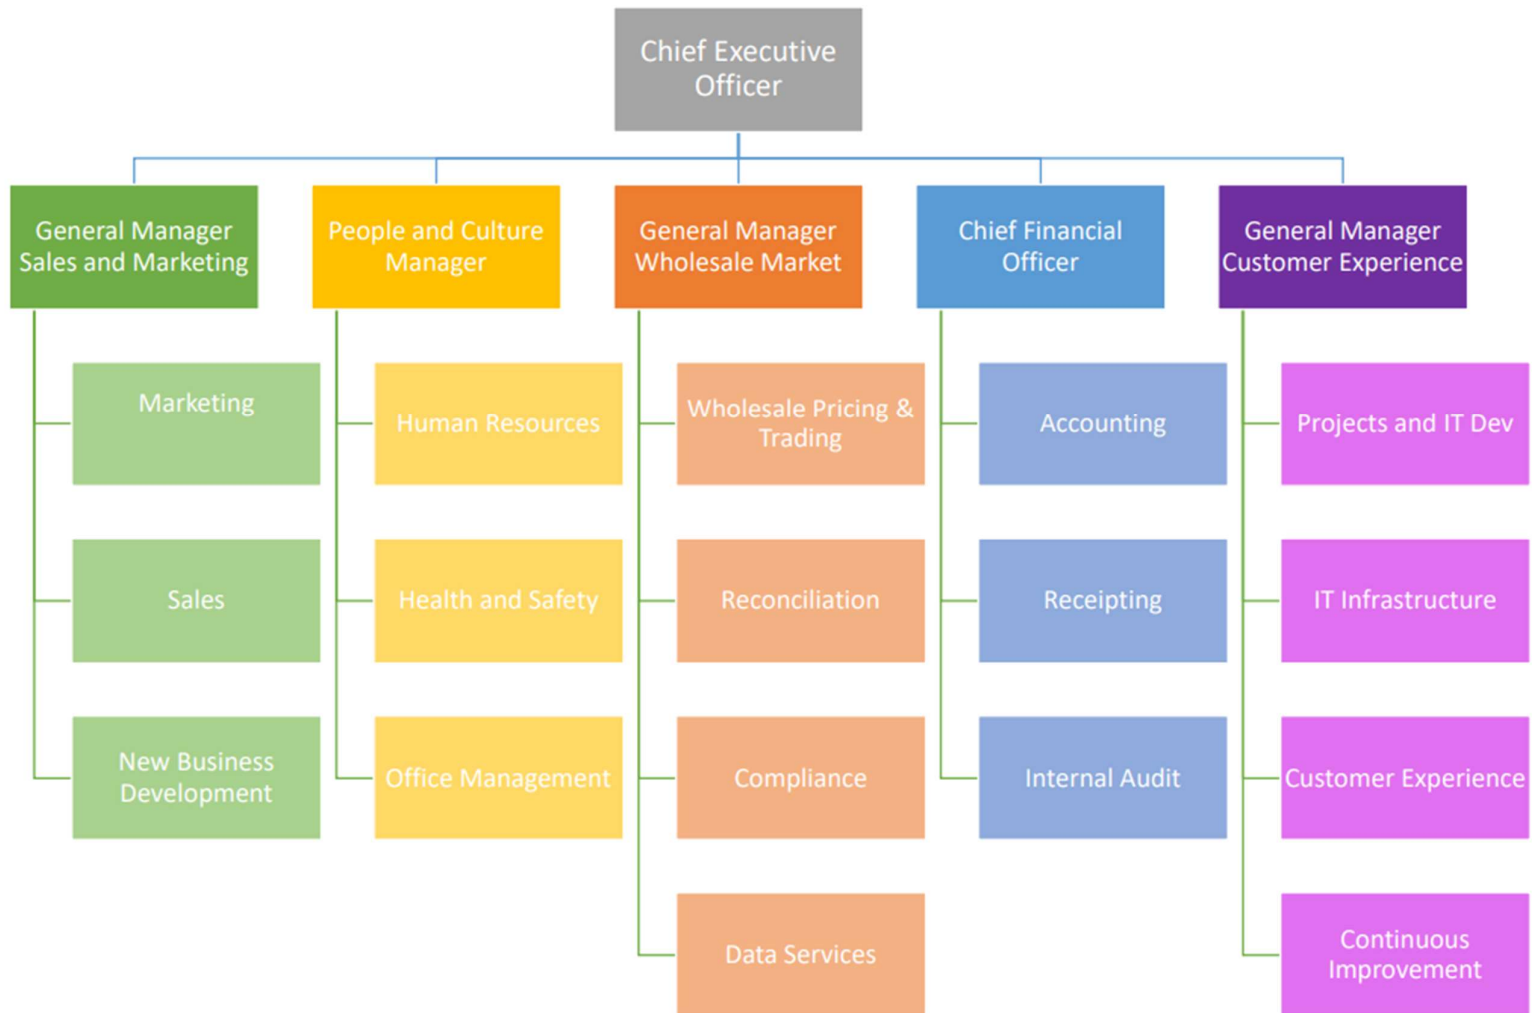 Chief Executive
Officer
General Manager
Sales and Marketing
People and Culture
Manager
General Manager
Wholesale Market
Chief Financial
Officer
General Manager
Customer Experience
Marketing
Human Resources
Wholesale Pricing &
Trading
Accounting
Projects and IT Dev
Sales
Health and Safety
Reconciliation
Receipting
IT Infrastructure
New Business
Development
Office Management
Compliance
Internal Audit
Customer Experience
Data Services
Continuous
Improvement